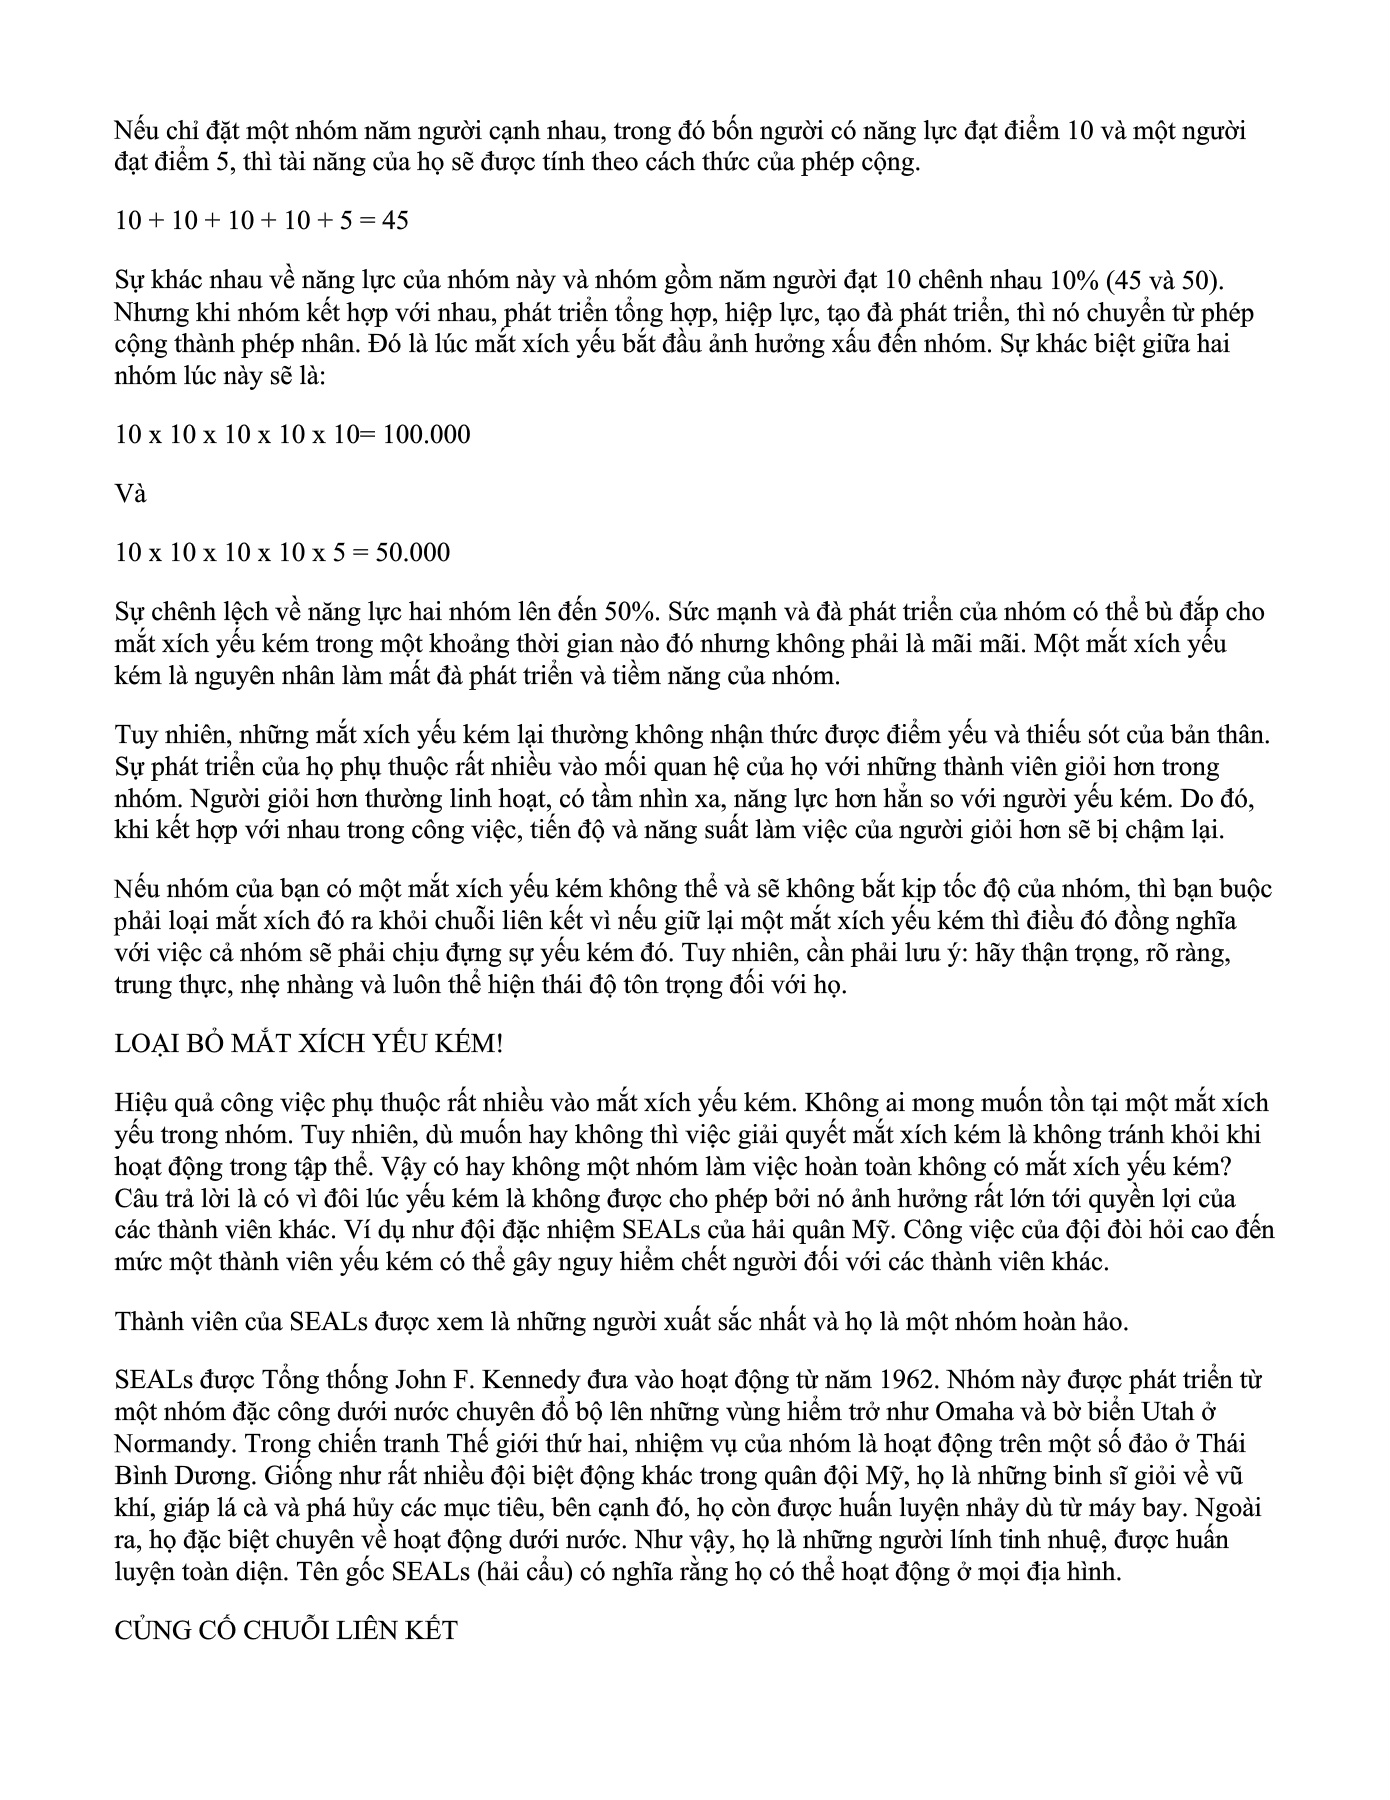 Nếu chỉ đặt một nhóm năm người cạnh nhau, trong đó bốn người có năng lực đạt điểm 10 và một người
đạt điểm 5, thì tài năng của họ sẽ được tính theo cách thức của phép cộng.
10 + 10 + 10 + 10 + 5 = 45
Sự khác nhau về năng lực của nhóm này và nhóm gồm năm người đạt 10 chênh nhau 10% (45 và 50).
Nhưng khi nhóm kết hợp với nhau, phát triển tổng hợp, hiệp lực, tạo đà phát triển, thì nó chuyển từ phép
cộng thành phép nhân. Đó là lúc mắt xích yếu bắt đầu ảnh hưởng xấu đến nhóm. Sự khác biệt giữa hai
nhóm lúc này sẽ là:
10 x 10 x 10 x 10 x 10= 100.000
Và
10 x 10 x 10 x 10 x 5 = 50.000
Sự chênh lệch về năng lực hai nhóm lên đến 50%. Sức mạnh và đà phát triển của nhóm có thể bù đắp cho
mắt xích yếu kém trong một khoảng thời gian nào đó nhưng không phải là mãi mãi. Một mắt xích yếu
kém là nguyên nhân làm mất đà phát triển và tiềm năng của nhóm.
Tuy nhiên, những mắt xích yếu kém lại thường không nhận thức được điểm yếu và thiếu sót của bản thân.
Sự phát triển của họ phụ thuộc rất nhiều vào mối quan hệ của họ với những thành viên giỏi hơn trong
nhóm. Người giỏi hơn thường linh hoạt, có tầm nhìn xa, năng lực hơn hẳn so với người yếu kém. Do đó,
khi kết hợp với nhau trong công việc, tiến độ và năng suất làm việc của người giỏi hơn sẽ bị chậm lại.
Nếu nhóm của bạn có một mắt xích yếu kém không thể và sẽ không bắt kịp tốc độ của nhóm, thì bạn buộc
phải loại mắt xích đó ra khỏi chuỗi liên kết vì nếu giữ lại một mắt xích yếu kém thì điều đó đồng nghĩa
với việc cả nhóm sẽ phải chịu đựng sự yếu kém đó. Tuy nhiên, cần phải lưu ý: hãy thận trọng, rõ ràng,
trung thực, nhẹ nhàng và luôn thể hiện thái độ tôn trọng đối với họ.
LOẠI BỎ MẮT XÍCH YẾU KÉM!
Hiệu quả công việc phụ thuộc rất nhiều vào mắt xích yếu kém. Không ai mong muốn tồn tại một mắt xích
yếu trong nhóm. Tuy nhiên, dù muốn hay không thì việc giải quyết mắt xích kém là không tránh khỏi khi
hoạt động trong tập thể. Vậy có hay không một nhóm làm việc hoàn toàn không có mắt xích yếu kém?
Câu trả lời là có vì đôi lúc yếu kém là không được cho phép bởi nó ảnh hưởng rất lớn tới quyền lợi của
các thành viên khác. Ví dụ như đội đặc nhiệm SEALs của hải quân Mỹ. Công việc của đội đòi hỏi cao đến
mức một thành viên yếu kém có thể gây nguy hiểm chết người đối với các thành viên khác.
Thành viên của SEALs được xem là những người xuất sắc nhất và họ là một nhóm hoàn hảo.
SEALs được Tổng thống John F. Kennedy đưa vào hoạt động từ năm 1962. Nhóm này được phát triển từ
một nhóm đặc công dưới nước chuyên đổ bộ lên những vùng hiểm trở như Omaha và bờ biển Utah ở
Normandy. Trong chiến tranh Thế giới thứ hai, nhiệm vụ của nhóm là hoạt động trên một số đảo ở Thái
Bình Dương. Giống như rất nhiều đội biệt động khác trong quân đội Mỹ, họ là những binh sĩ giỏi về vũ
khí, giáp lá cà và phá hủy các mục tiêu, bên cạnh đó, họ còn được huấn luyện nhảy dù từ máy bay. Ngoài
ra, họ đặc biệt chuyên về hoạt động dưới nước. Như vậy, họ là những người lính tinh nhuệ, được huấn
luyện toàn diện. Tên gốc SEALs (hải cẩu) có nghĩa rằng họ có thể hoạt động ở mọi địa hình.
CỦNG CỐ CHUỖI LIÊN KẾT